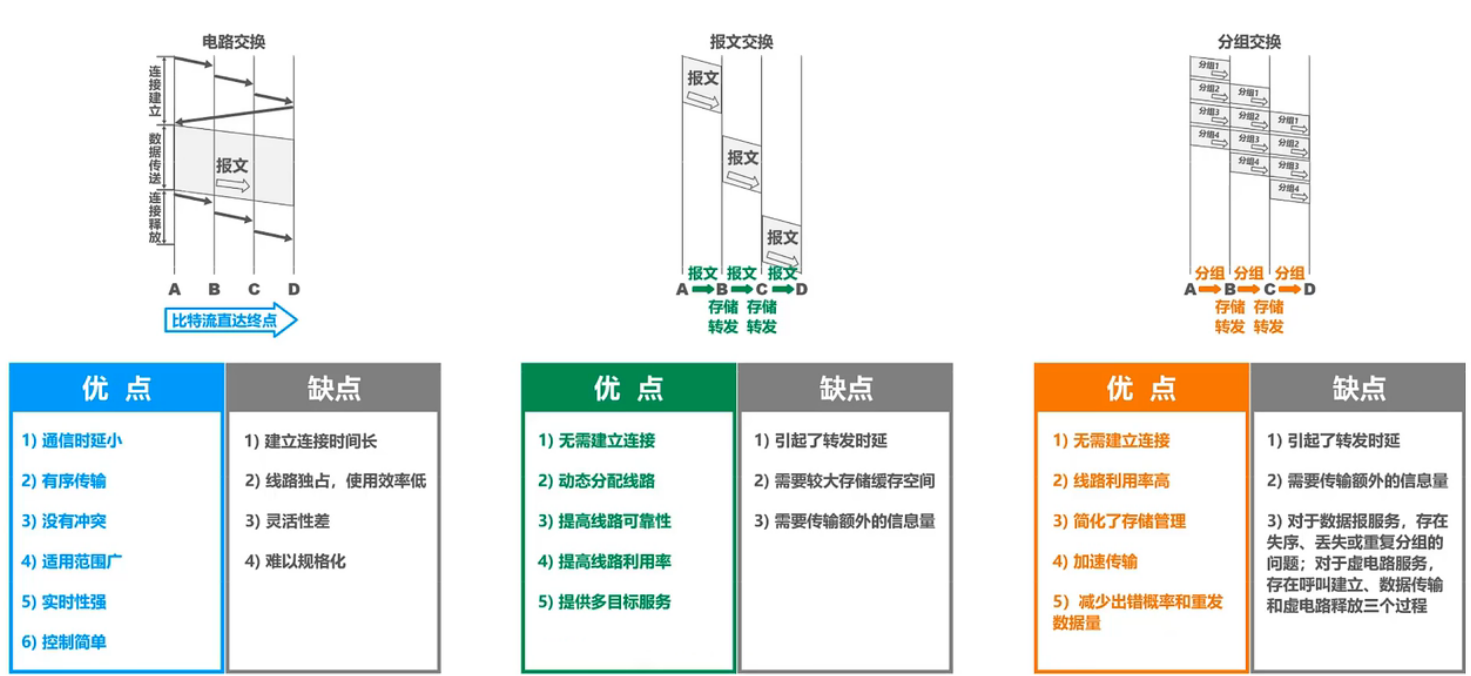 电路交换
连接建立
数据传送
报文
连接释放
A B C D
比特流直达终点
优 点
1) 通信时延小
2) 有序传输
3) 没有冲突
4) 适用范围广
5) 实时性强
6) 控制简单
缺点
1) 建立连接时间长
2) 线路独占，使用效率低
3) 灵活性差
4) 难以规格化
报文交换
报文
报文
报文
报文 报文 报文
A B C D
存储 存储
转发 转发
优 点
1) 无需建立连接
2) 动态分配线路
3) 提高线路可靠性
4) 提高线路利用率
5) 提供多目标服务
缺点
1) 引起了转发时延
2) 需要较大存储缓存空间
3) 需要传输额外的信息量
分组交换
分组1
分组2 分组1
分组3 分组2 分组1
分组4 分组3 分组2
分组4 分组3
分组4
分组 分组 分组
A B C D
存储 存储
转发 转发
优 点
1) 无需建立连接
2) 线路利用率高
3) 简化了存储管理
4) 加速传输
5) 减少出错概率和重发
数据量
缺点
1) 引起了转发时延
2) 需要传输额外的信息量
3) 对于数据报服务，存在
失序、丢失或重复分组的
问题；对于虚电路服务，
存在呼叫建立、数据传输
和虚电路释放三个过程